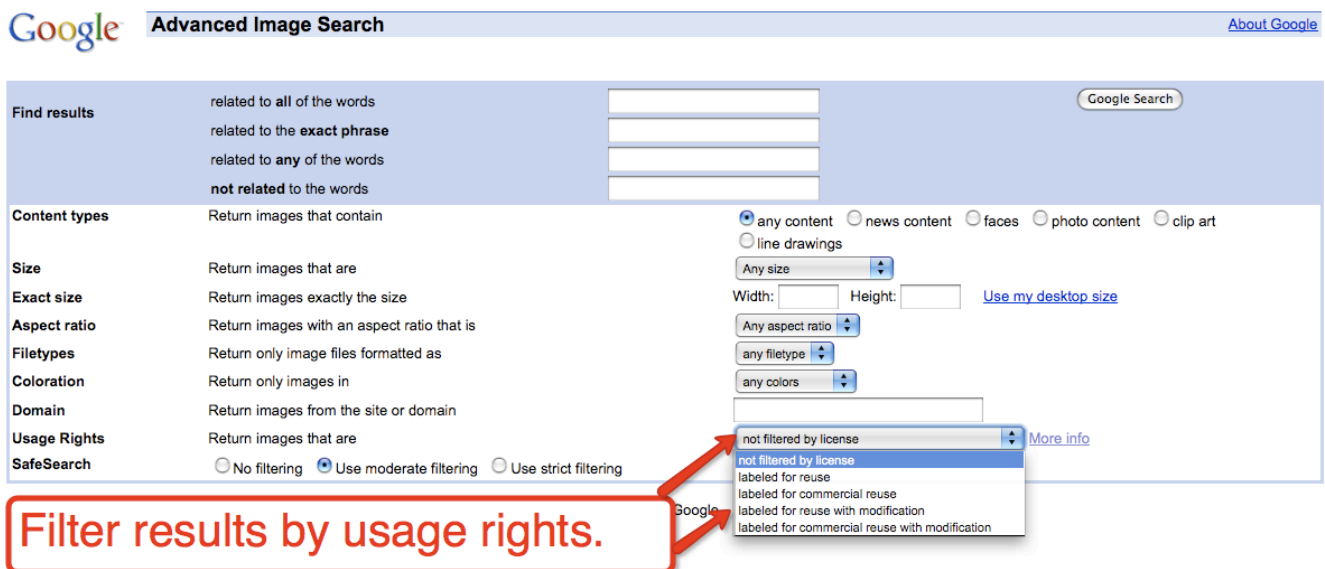 Google Advanced Image Search About Google
Find results related to all of the words Google Search
related to the exact phrase
related to any of the words
not related to the words
Content types Return images that contain any content news content faces photo content clip art
line drawings
Size Return images that are Any size
Exact size Return images exactly the size Width: Height: Use my desktop size
Aspect ratio Return images with an aspect ratio that is Any aspect ratio
Filetypes Return only image files formatted as any filetype
Coloration Return only images in any colors
Domain Return images from the site or domain
Usage Rights Return images that are not filtered by license More info
not filtered by license
SafeSearch No filtering Use moderate filtering Use strict filtering
labeled for reuse
labeled for commercial reuse
Google labeled for reuse with modification
labeled for commercial reuse with modification
Filter results by usage rights.